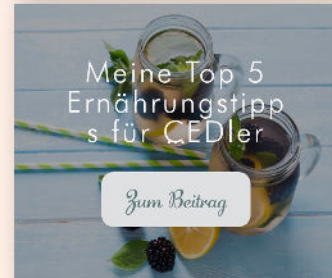 Meine Top 5
Ernährungstipp
s für CEDler
Zum Beitrag